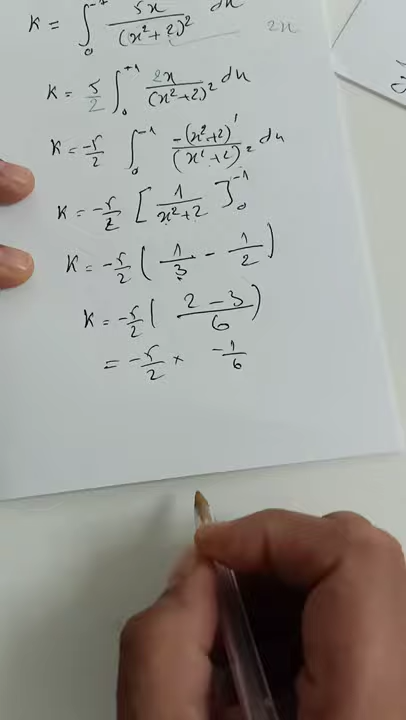 K = ∫₀⁻¹ 5x/(x²+2)² dx 2x
K = 5/2 ∫₀⁺¹ 2x/(x²+2)² dx
K = -5/2 ∫₀⁻¹ -(x²+2)'/(x²+2)² dx
K = -5/2 [1/(x²+2)]₀⁻¹
K = -5/2 (1/3 - 1/2)
K = -5/2 ((2-3)/6)
= -5/2 × -1/6